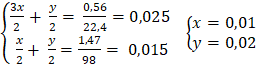 { 3x/2 + y/2 = 0,56/22,4 = 0,025 { x = 0,01
x/2 + y/2 = 1,47/98 = 0,015 y = 0,02